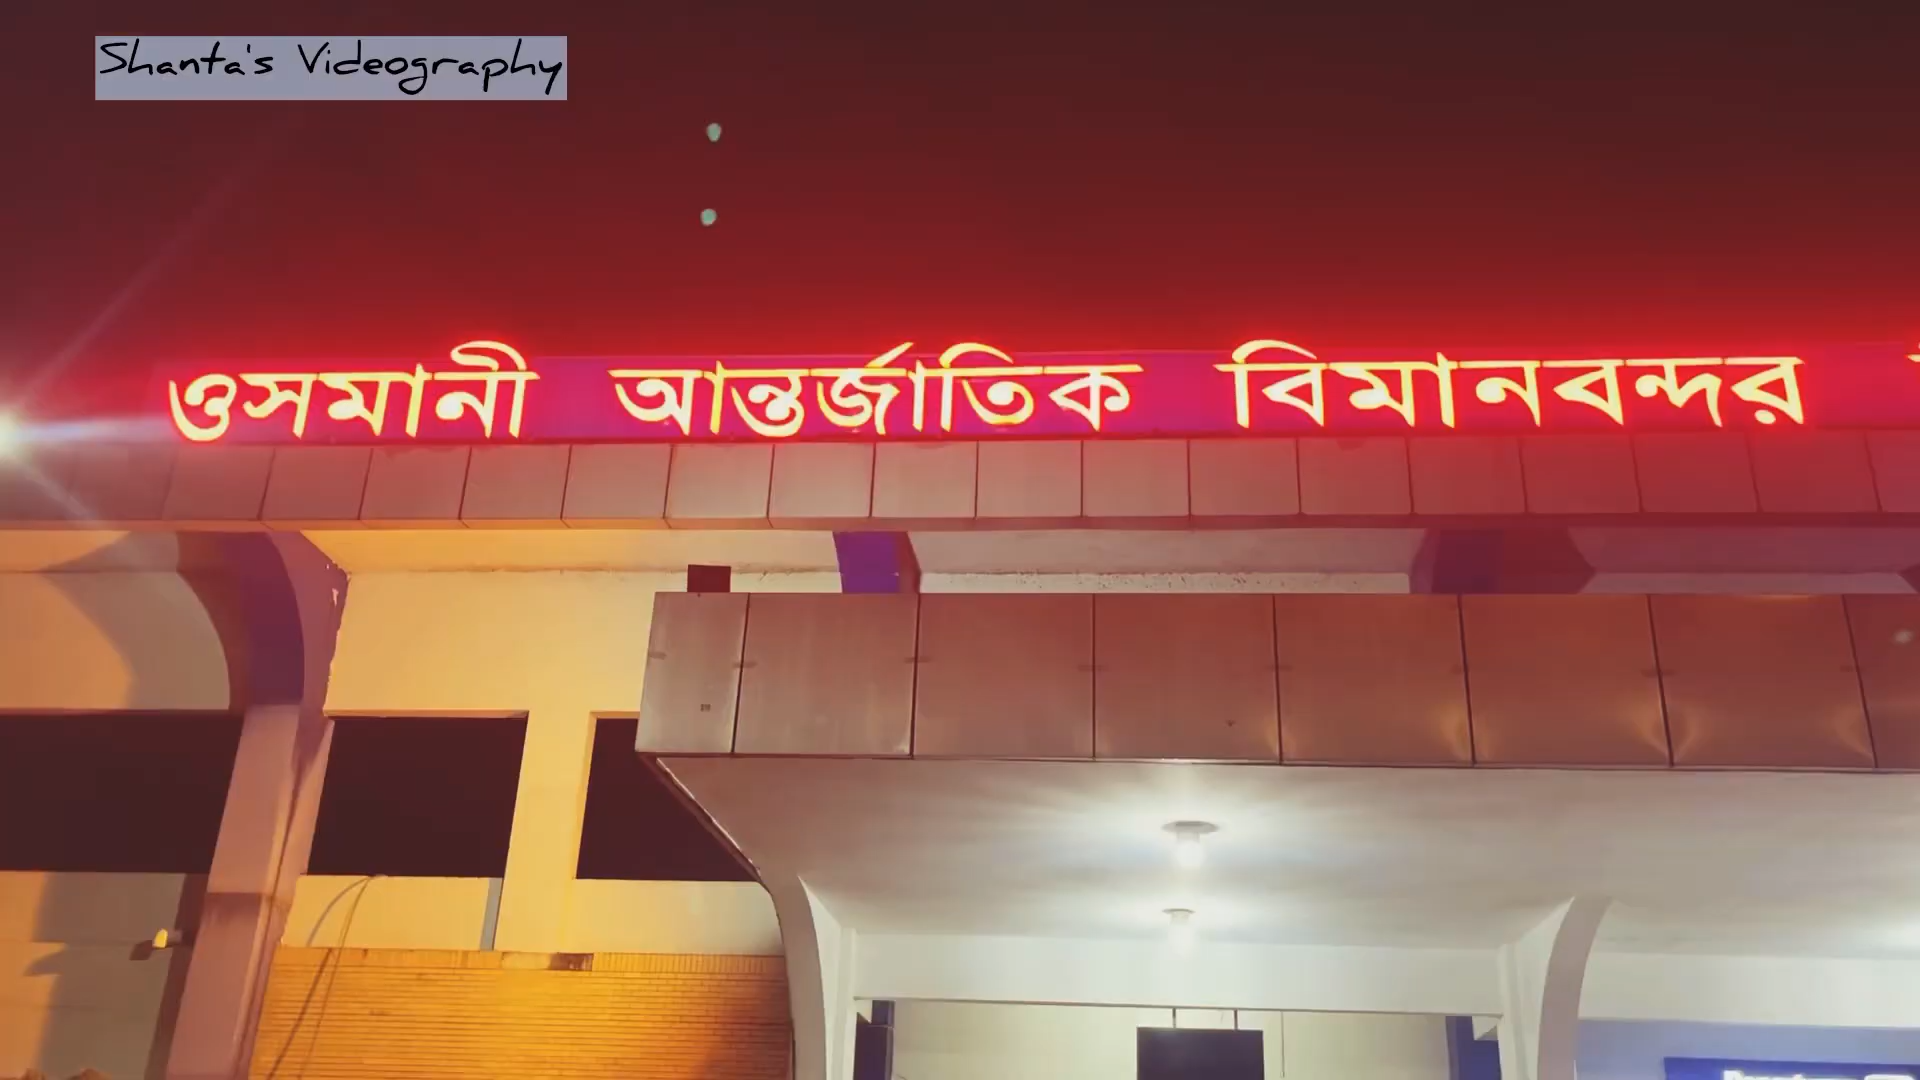 Shanta's Videography
ওসমানী আন্তর্জাতিক বিমানবন্দর